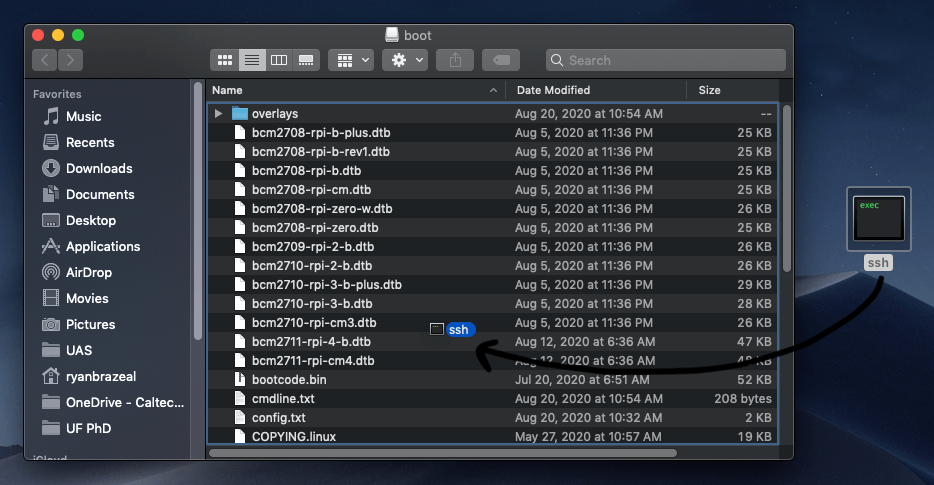 boot
Search
Favorites
Music
Recents
Downloads
Documents
Desktop
Applications
AirDrop
Movies
Pictures
UAS
ryanbrazeal
OneDrive - Caltec...
UF PhD
iCloud
Name Date Modified Size
overlays Aug 20, 2020 at 10:54 AM --
bcm2708-rpi-b-plus.dtb Aug 5, 2020 at 11:36 PM 25 KB
bcm2708-rpi-b-rev1.dtb Aug 5, 2020 at 11:36 PM 25 KB
bcm2708-rpi-b.dtb Aug 5, 2020 at 11:36 PM 25 KB
bcm2708-rpi-cm.dtb Aug 5, 2020 at 11:36 PM 25 KB
bcm2708-rpi-zero-w.dtb Aug 5, 2020 at 11:36 PM 26 KB
bcm2708-rpi-zero.dtb Aug 5, 2020 at 11:36 PM 25 KB
bcm2709-rpi-2-b.dtb Aug 5, 2020 at 11:36 PM 26 KB
bcm2710-rpi-2-b.dtb Aug 5, 2020 at 11:36 PM 26 KB
bcm2710-rpi-3-b-plus.dtb Aug 5, 2020 at 11:36 PM 29 KB
bcm2710-rpi-3-b.dtb Aug 5, 2020 at 11:36 PM 28 KB
bcm2710-rpi-cm3.dtb Aug 5, 2020 at 11:36 PM 26 KB
ssh
bcm2711-rpi-4-b.dtb Aug 12, 2020 at 6:36 AM 47 KB
bcm2711-rpi-cm4.dtb Aug 12, 2020 at 6:36 AM 48 KB
bootcode.bin Jul 20, 2020 at 6:51 AM 52 KB
cmdline.txt Aug 20, 2020 at 10:54 AM 208 bytes
config.txt Aug 20, 2020 at 10:32 AM 2 KB
COPYING.linux May 27, 2020 at 10:57 AM 19 KB
exec
ssh